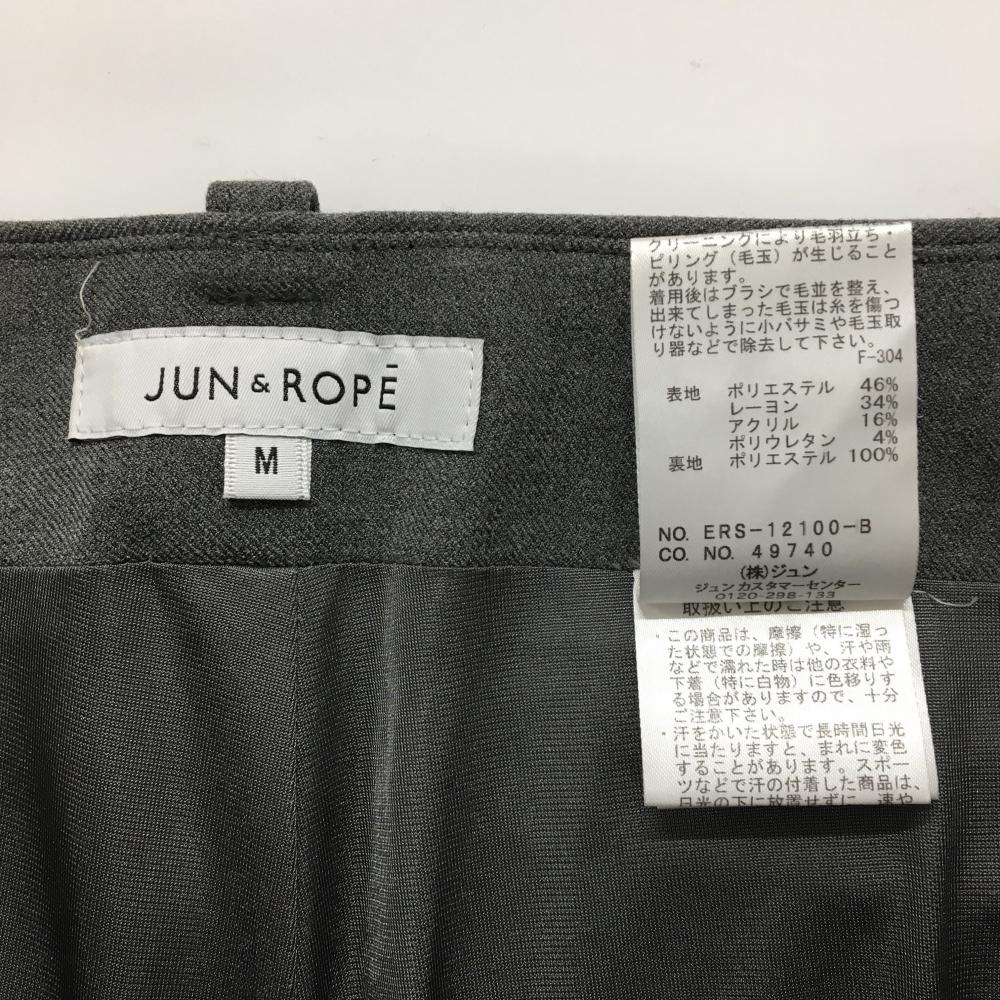 JUN & ROPĒ
M
クリーニングにより毛羽立ち・
ピリング(毛玉)が生じること
があります。
着用後はブラシで毛並を整え、
出来てしまった毛玉は糸を傷つ
けないように小バサミや毛玉取
り器などで除去して下さい。
F-304
表地 ポリエステル 46%
レーヨン 34%
アクリル 16%
ポリウレタン 4%
裏地 ポリエステル 100%
NO. ERS-12100-B
CO. NO. 49740
(株)ジュン
ジュンカスタマーセンター
0120-298-133
取扱い上のご注意
・この商品は、摩擦(特に湿っ
た状態での摩擦)や、汗や雨
などで濡れた時は他の衣料や
下着(特に白物)に色移りす
る場合がありますので、十分
ご注意下さい。
・汗をかいた状態で長時間日光
に当たりますと、まれに変色
することがあります。スポー
ツなどで汗の付着した商品は、
日光の下に放置せずに、速や